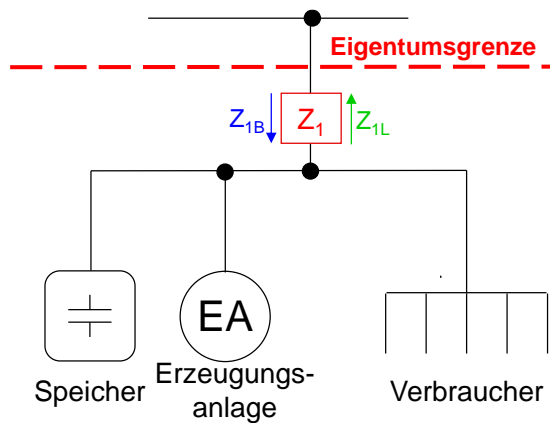 Eigentumsgrenze
Z1B Z1 Z1L
EA
Speicher
Erzeugungs-
anlage
Verbraucher